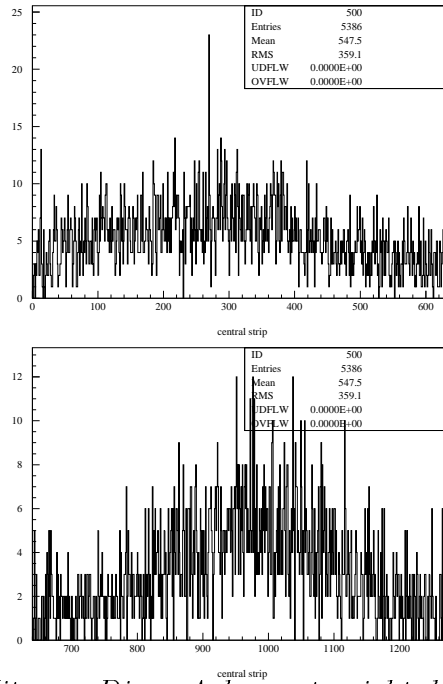 ID 500
Entries 5386
Mean 547.5
RMS 359.1
UDFLW 0.0000E+00
OVFLW 0.0000E+00
25
20
15
10
5
0
0 100 200 300 400 500 600
central strip
ID 500
Entries 5386
Mean 547.5
RMS 359.1
UDFLW 0.0000E+00
OVFLW 0.0000E+00
12
10
8
6
4
2
0
700 800 900 1000 1100 1200
central strip